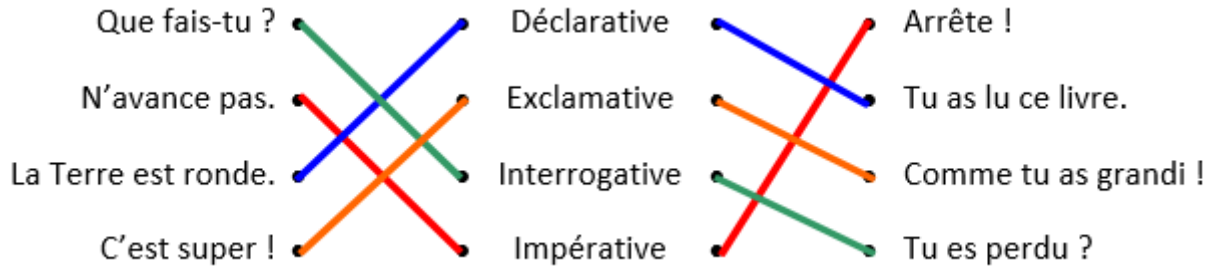 Que fais-tu ? Déclarative Arrête !
N’avance pas. Exclamative Tu as lu ce livre.
La Terre est ronde. Interrogative Comme tu as grandi !
C’est super ! Impérative Tu es perdu ?